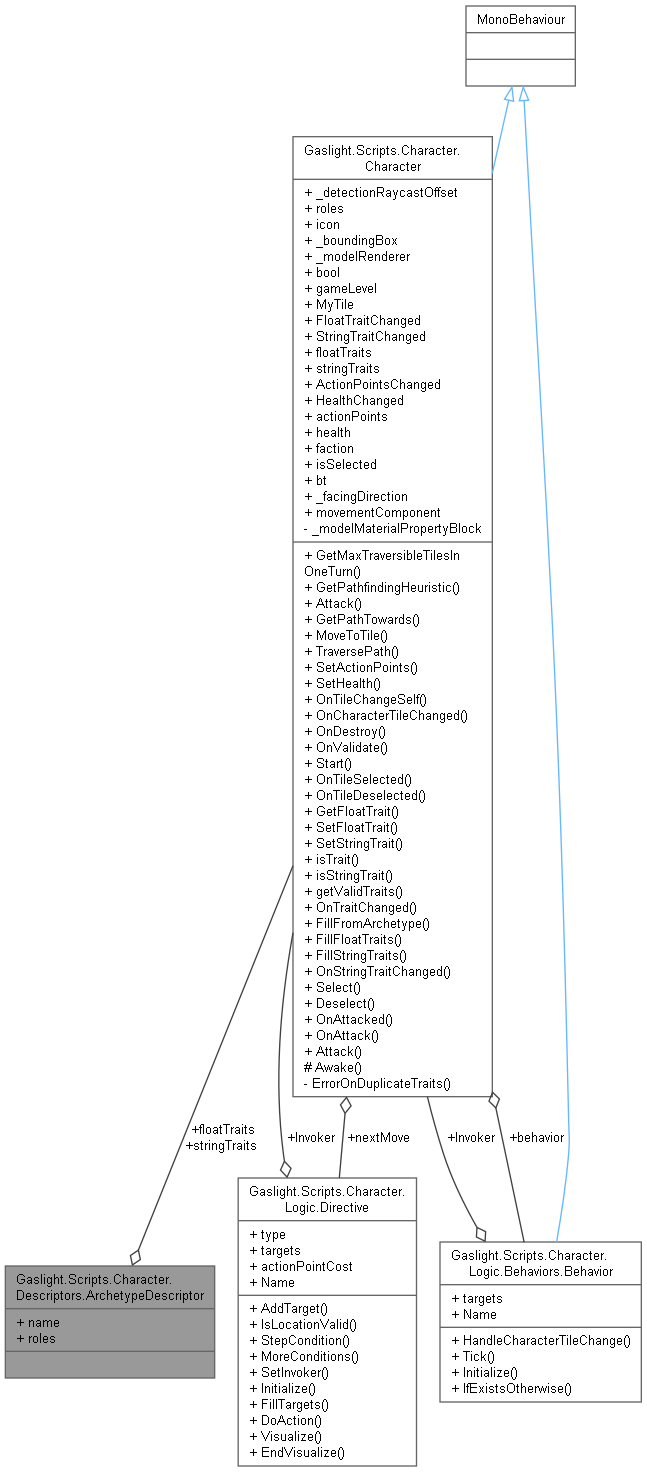 MonoBehaviour
Gaslight.Scripts.Character.
Character
+ _detectionRaycastOffset
+ roles
+ icon
+ _boundingBox
+ _modelRenderer
+ bool
+ gameLevel
+ MyTile
+ FloatTraitChanged
+ StringTraitChanged
+ floatTraits
+ stringTraits
+ ActionPointsChanged
+ HealthChanged
+ actionPoints
+ health
+ faction
+ isSelected
+ bt
+ _facingDirection
+ movementComponent
- _modelMaterialPropertyBlock
+ GetMaxTraversibleTilesIn
OneTurn()
+ GetPathfindingHeuristic()
+ Attack()
+ GetPathTowards()
+ MoveToTile()
+ TraversePath()
+ SetActionPoints()
+ SetHealth()
+ OnTileChangeSelf()
+ OnCharacterTileChanged()
+ OnDestroy()
+ OnValidate()
+ Start()
+ OnTileSelected()
+ OnTileDeselected()
+ GetFloatTrait()
+ SetFloatTrait()
+ SetStringTrait()
+ isTrait()
+ isStringTrait()
+ getValidTraits()
+ OnTraitChanged()
+ FillFromArchetype()
+ FillFloatTraits()
+ FillStringTraits()
+ OnStringTraitChanged()
+ Select()
+ Deselect()
+ OnAttacked()
+ OnAttack()
+ Attack()
# Awake()
- ErrorOnDuplicateTraits()
+floatTraits
+stringTraits
+Invoker
+nextMove
+Invoker
+behavior
Gaslight.Scripts.Character.
Descriptors.ArchetypeDescriptor
+ name
+ roles
Gaslight.Scripts.Character.
Logic.Directive
+ type
+ targets
+ actionPointCost
+ Name
+ AddTarget()
+ IsLocationValid()
+ StepCondition()
+ MoreConditions()
+ SetInvoker()
+ Initialize()
+ FillTargets()
+ DoAction()
+ Visualize()
+ EndVisualize()
Gaslight.Scripts.Character.
Logic.Behaviors.Behavior
+ targets
+ Name
+ HandleCharacterTileChange()
+ Tick()
+ Initialize()
+ IfExistsOtherwise()